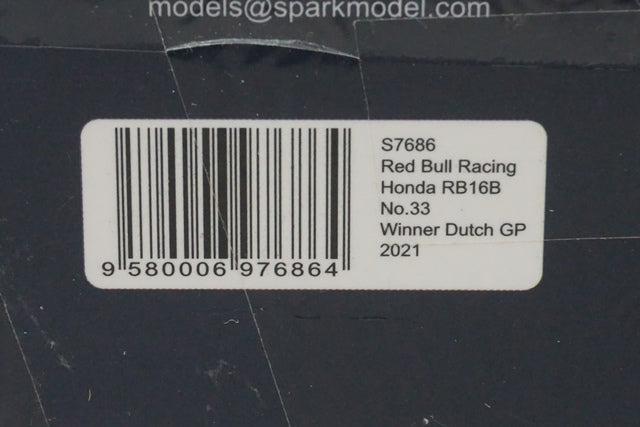 models@sparkmodel.com
S7686
Red Bull Racing
Honda RB16B
No.33
Winner Dutch GP
2021
9 580006 976864